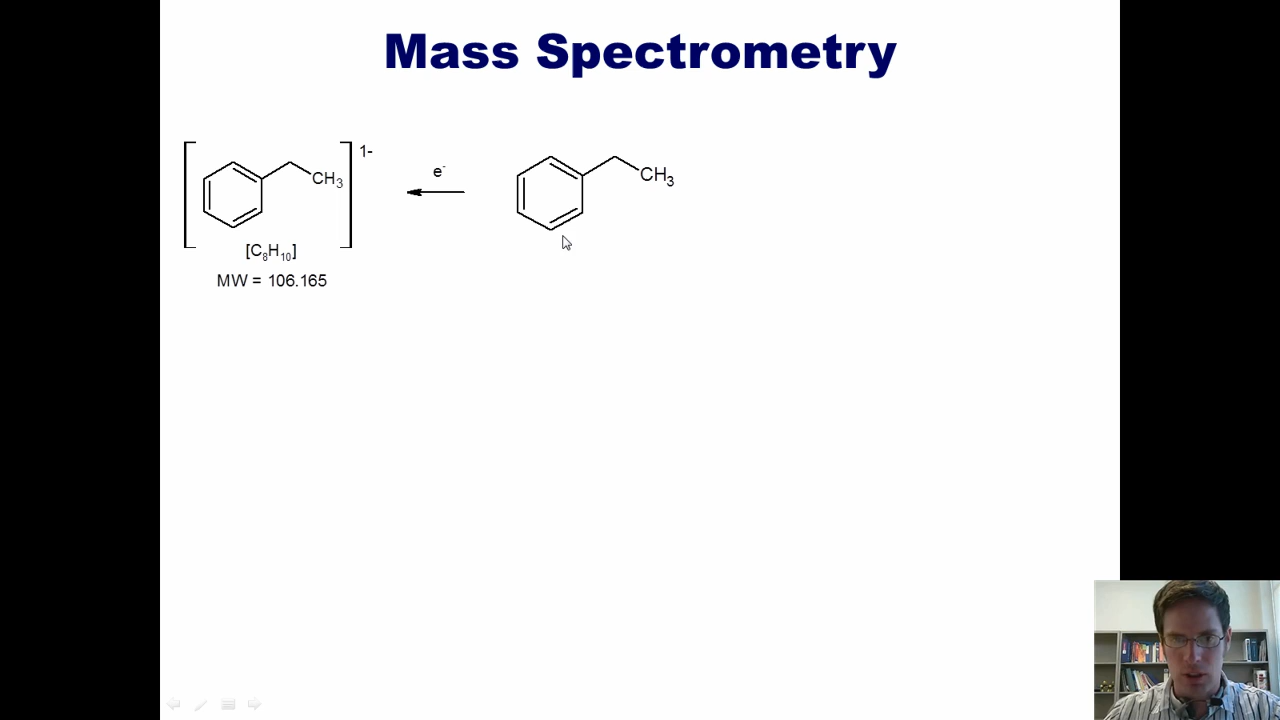 Mass Spectrometry
1-
CH₃
e⁻
CH₃
[C₈H₁₀]
MW = 106.165